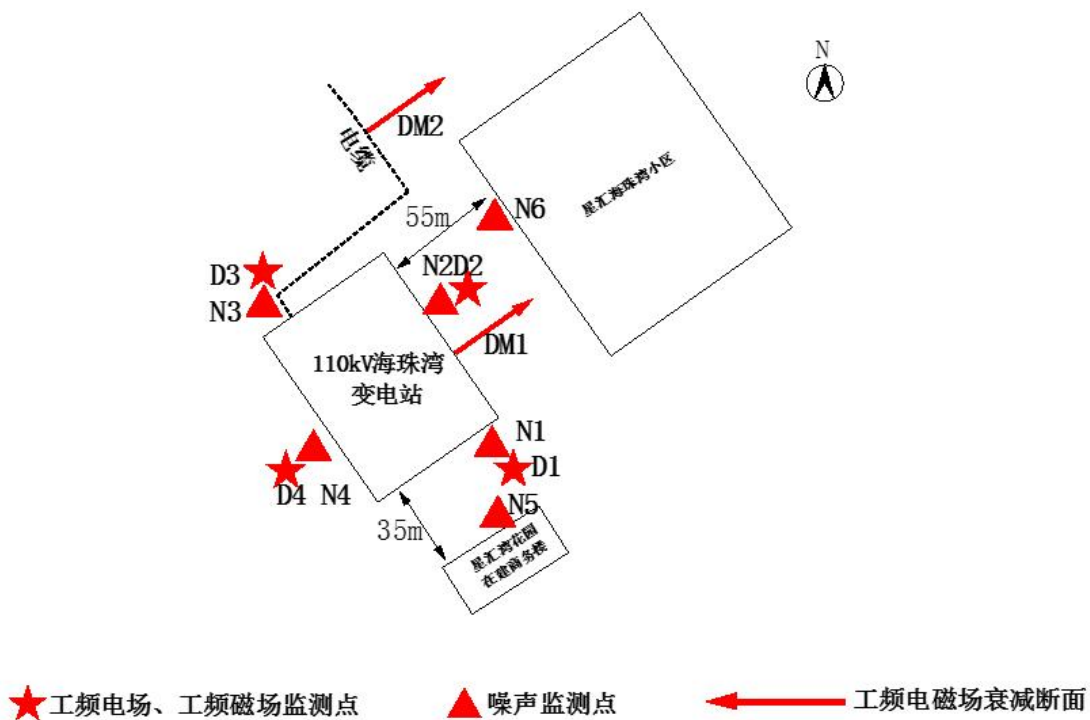 N
DM2
电缆
星汇海珠湾小区
55m
N6
D3
N2D2
N3
DM1
110kV海珠湾
变电站
N1
D1
D4 N4
N5
35m
星汇湾花园
在建商务楼
工频电场、工频磁场监测点
噪声监测点
工频电磁场衰减断面